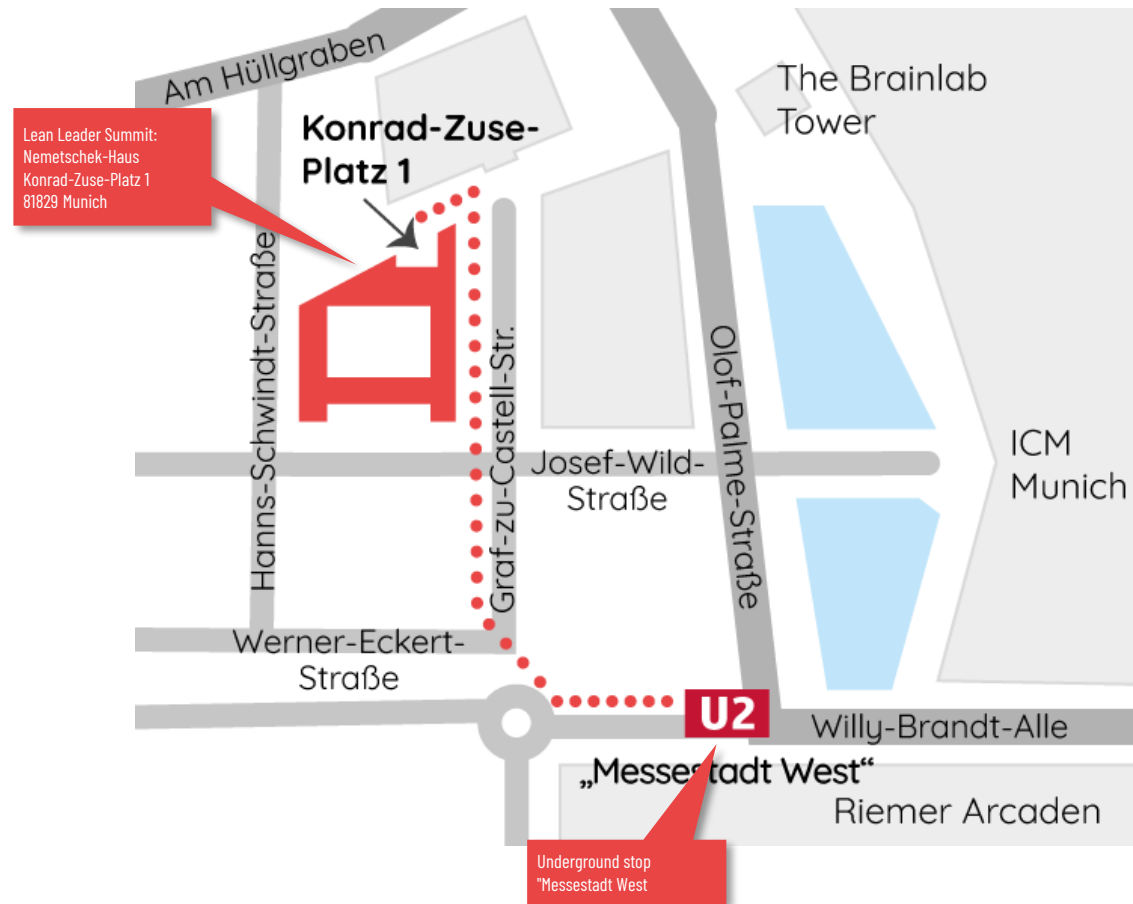 Am Hüllgraben
The Brainlab
Tower
Lean Leader Summit:
Nemetschek-Haus
Konrad-Zuse-Platz 1
81829 Munich
Konrad-Zuse-
Platz 1
Hanns-Schwindt-Straße
Graf-zu-Castell-Str.
Olof-Palme-Straße
ICM
Munich
Josef-Wild-
Straße
Werner-Eckert-
Straße
U2
Willy-Brandt-Alle
„Messestadt West“
Riemer Arcaden
Underground stop
"Messestadt West